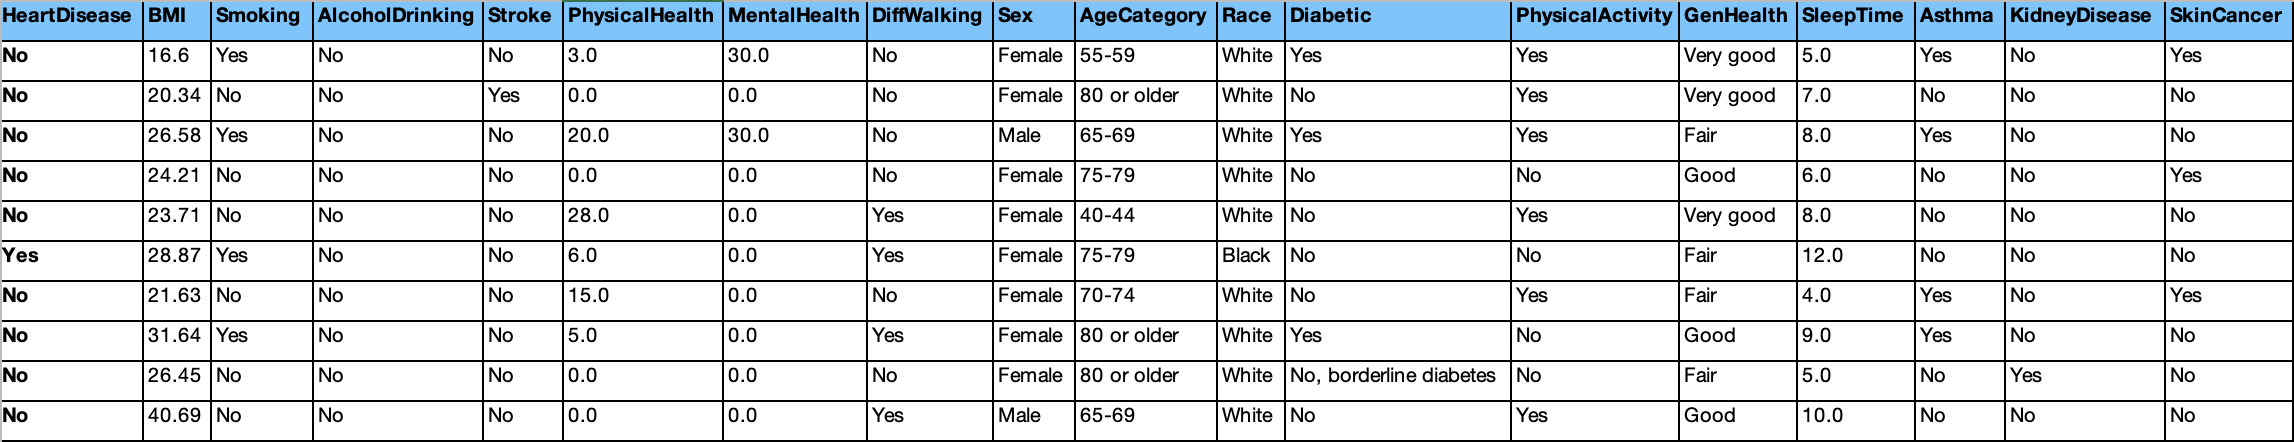 HeartDisease BMI Smoking AlcoholDrinking Stroke PhysicalHealth MentalHealth DiffWalking Sex AgeCategory Race Diabetic PhysicalActivity GenHealth SleepTime Asthma KidneyDisease SkinCancer
No 16.6 Yes No No 3.0 30.0 No Female 55-59 White Yes Yes Very good 5.0 Yes No Yes
No 20.34 No No Yes 0.0 0.0 No Female 80 or older White No Yes Very good 7.0 No No No
No 26.58 Yes No No 20.0 30.0 No Male 65-69 White Yes Yes Fair 8.0 Yes No No
No 24.21 No No No 0.0 0.0 No Female 75-79 White No No Good 6.0 No No Yes
No 23.71 No No No 28.0 0.0 Yes Female 40-44 White No Yes Very good 8.0 No No No
Yes 28.87 Yes No No 6.0 0.0 Yes Female 75-79 Black No No Fair 12.0 No No No
No 21.63 No No No 15.0 0.0 No Female 70-74 White No Yes Fair 4.0 Yes No Yes
No 31.64 Yes No No 5.0 0.0 Yes Female 80 or older White Yes No Good 9.0 Yes No No
No 26.45 No No No 0.0 0.0 No Female 80 or older White No, borderline diabetes No Fair 5.0 No Yes No
No 40.69 No No No 0.0 0.0 Yes Male 65-69 White No Yes Good 10.0 No No No